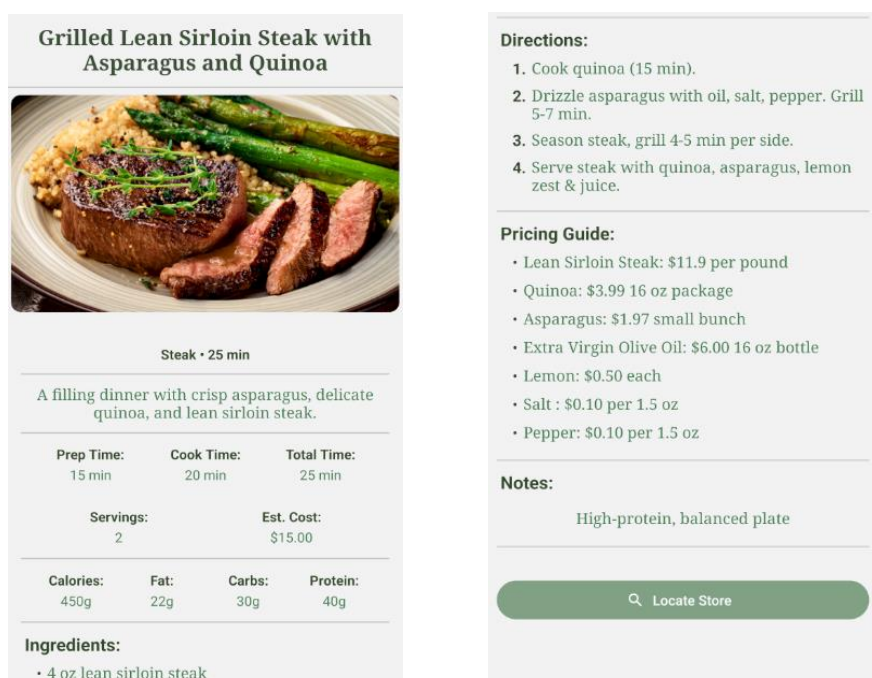 Grilled Lean Sirloin Steak with
Asparagus and Quinoa
Steak • 25 min
A filling dinner with crisp asparagus, delicate
quinoa, and lean sirloin steak.
Prep Time: Cook Time: Total Time:
15 min 20 min 25 min
Servings: Est. Cost:
2 $15.00
Calories: Fat: Carbs: Protein:
450g 22g 30g 40g
Ingredients:
• 4 oz lean sirloin steak
Directions:
1. Cook quinoa (15 min).
2. Drizzle asparagus with oil, salt, pepper. Grill
5-7 min.
3. Season steak, grill 4-5 min per side.
4. Serve steak with quinoa, asparagus, lemon
zest & juice.
Pricing Guide:
• Lean Sirloin Steak: $11.9 per pound
• Quinoa: $3.99 16 oz package
• Asparagus: $1.97 small bunch
• Extra Virgin Olive Oil: $6.00 16 oz bottle
• Lemon: $0.50 each
• Salt : $0.10 per 1.5 oz
• Pepper: $0.10 per 1.5 oz
Notes:
High-protein, balanced plate
Locate Store